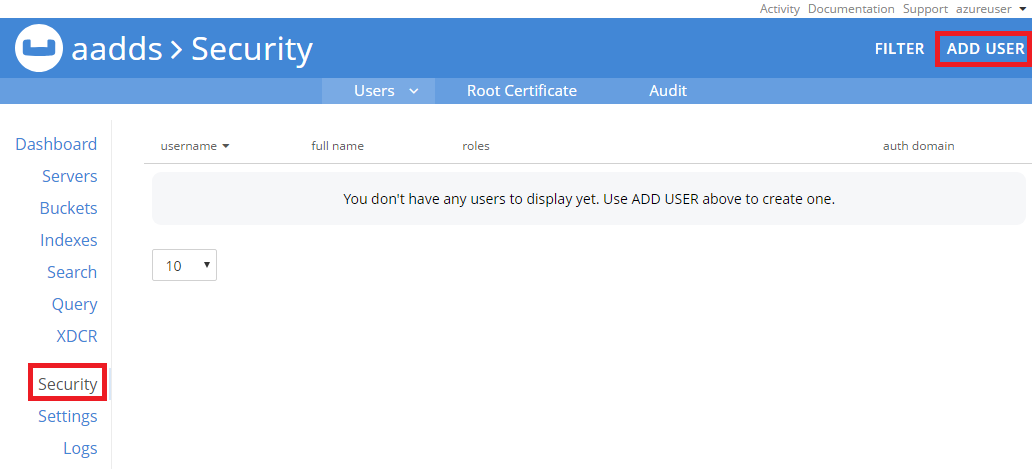 Activity Documentation Support azureuser
aadds > Security
FILTER ADD USER
Users Root Certificate Audit
Dashboard
Servers
Buckets
Indexes
Search
Query
XDCR
Security
Settings
Logs
username full name roles auth domain
You don't have any users to display yet. Use ADD USER above to create one.
10